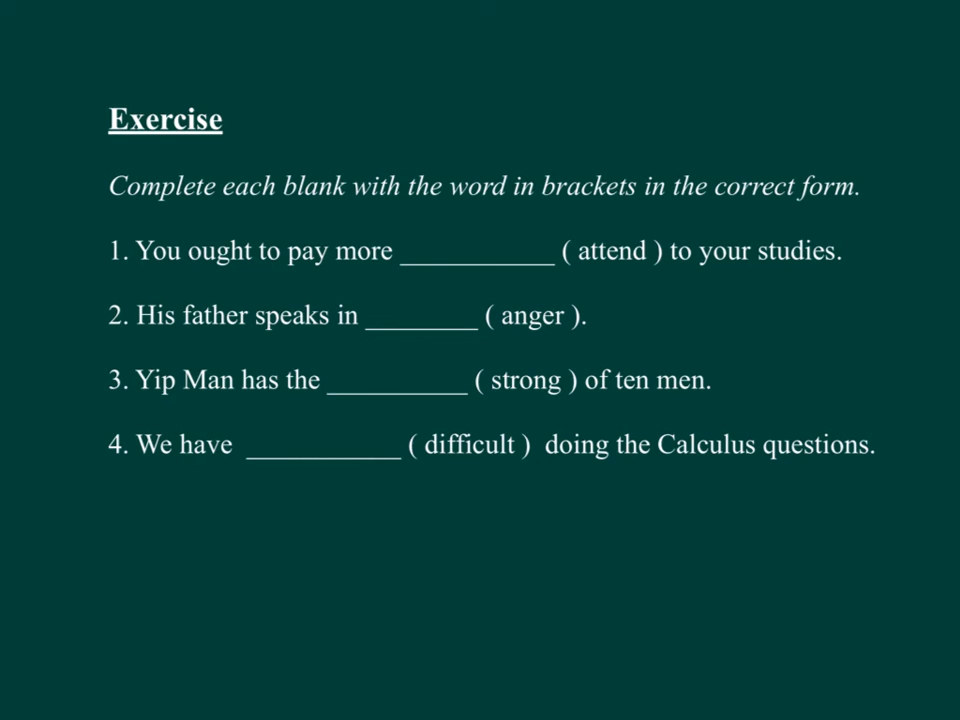 Exercise
Complete each blank with the word in brackets in the correct form.
1. You ought to pay more ___________ ( attend ) to your studies.
2. His father speaks in ________ ( anger ).
3. Yip Man has the __________ ( strong ) of ten men.
4. We have ___________ ( difficult ) doing the Calculus questions.